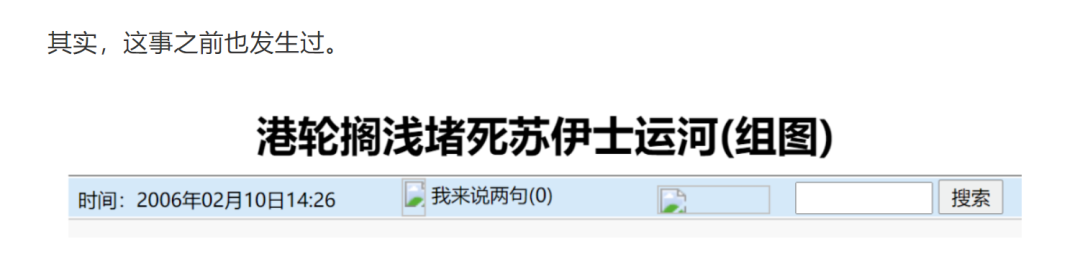 其实，这事之前也发生过。
港轮搁浅堵死苏伊士运河(组图)
时间：2006年02月10日14:26 我来说两句(0) 搜索